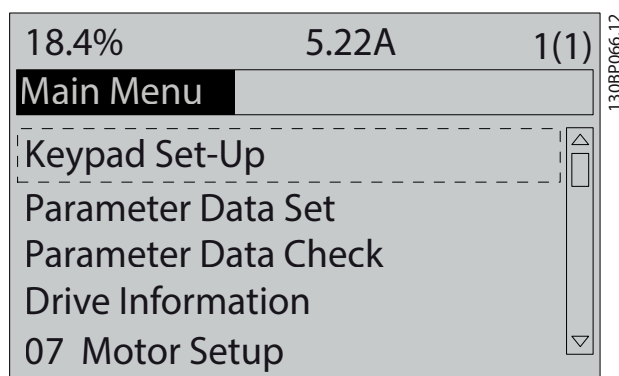 18.4% 5.22A 1(1)
Main Menu
Keypad Set-Up
Parameter Data Set
Parameter Data Check
Drive Information
07 Motor Setup
130BP066.12